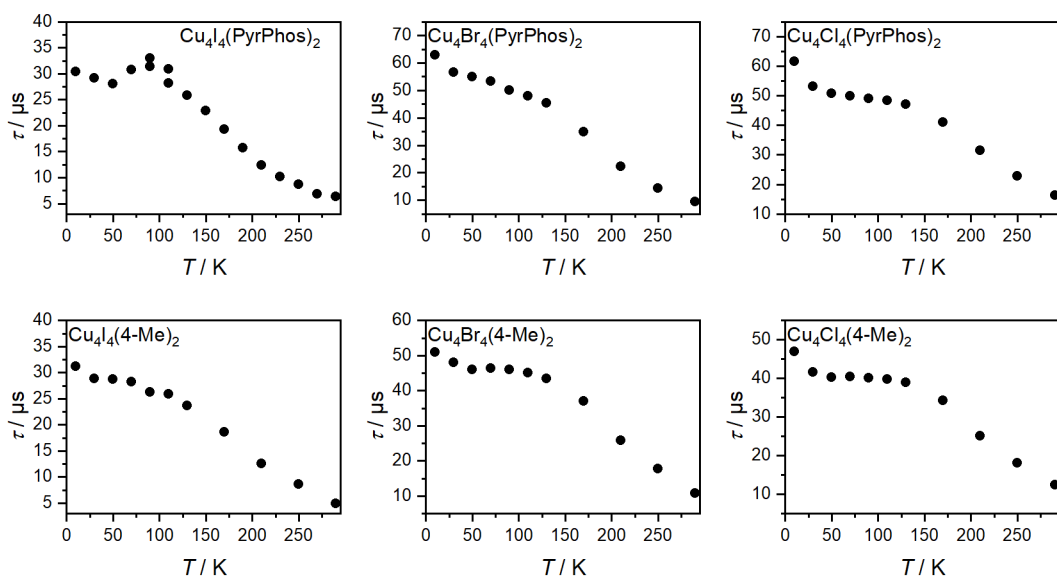 Cu₄I₄(PyrPhos)₂
40
35
30
25
20
15
10
5
τ / µs
0 50 100 150 200 250
T / K
Cu₄Br₄(PyrPhos)₂
70
60
50
40
30
20
10
τ / µs
0 50 100 150 200 250
T / K
Cu₄Cl₄(PyrPhos)₂
70
60
50
40
30
20
10
τ / µs
0 50 100 150 200 250
T / K
Cu₄I₄(4-Me)₂
40
35
30
25
20
15
10
5
τ / µs
0 50 100 150 200 250
T / K
Cu₄Br₄(4-Me)₂
60
50
40
30
20
10
τ / µs
0 50 100 150 200 250
T / K
Cu₄Cl₄(4-Me)₂
50
40
30
20
10
τ / µs
0 50 100 150 200 250
T / K